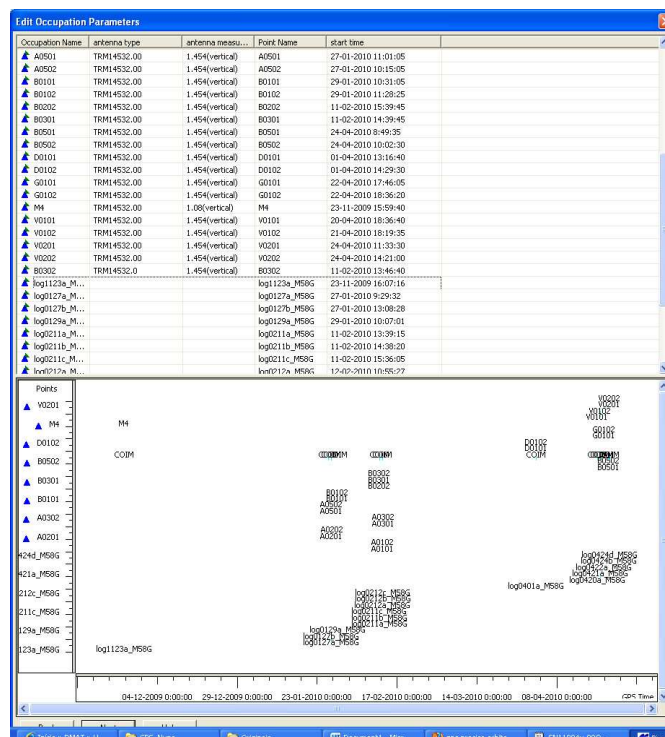 Edit Occupation Parameters
Occupation Name antenna type antenna measu... Point Name start time
A0501 TRM14532.00 1.454(vertical) A0501 27-01-2010 11:01:05
A0502 TRM14532.00 1.454(vertical) A0502 27-01-2010 10:15:05
B0101 TRM14532.00 1.454(vertical) B0101 29-01-2010 10:31:05
B0102 TRM14532.00 1.454(vertical) B0102 29-01-2010 11:28:25
B0202 TRM14532.00 1.454(vertical) B0202 11-02-2010 15:39:45
B0301 TRM14532.00 1.454(vertical) B0301 11-02-2010 14:39:45
B0501 TRM14532.00 1.454(vertical) B0501 24-04-2010 8:49:35
B0502 TRM14532.00 1.454(vertical) B0502 24-04-2010 10:02:30
D0101 TRM14532.00 1.454(vertical) D0101 01-04-2010 13:16:40
D0102 TRM14532.00 1.454(vertical) D0102 01-04-2010 14:29:30
G0101 TRM14532.00 1.454(vertical) G0101 22-04-2010 17:46:05
G0102 TRM14532.00 1.454(vertical) G0102 22-04-2010 18:36:20
M4 TRM14532.00 1.08(vertical) M4 23-11-2009 15:59:40
V0101 TRM14532.00 1.454(vertical) V0101 20-04-2010 18:36:40
V0102 TRM14532.00 1.454(vertical) V0102 21-04-2010 18:19:35
V0201 TRM14532.00 1.454(vertical) V0201 24-04-2010 11:33:30
V0202 TRM14532.00 1.454(vertical) V0202 24-04-2010 14:21:00
B0302 TRM14532.0 1.454(vertical) B0302 11-02-2010 13:46:40
log1123a_M... log1123a_M58G 23-11-2009 16:07:16
log0127a_M... log0127a_M58G 27-01-2010 9:29:32
log0127b_M... log0127b_M58G 27-01-2010 13:08:28
log0129a_M... log0129a_M58G 29-01-2010 10:07:01
log0211a_M... log0211a_M58G 11-02-2010 13:39:15
log0211b_M... log0211b_M58G 11-02-2010 14:38:20
log0211c_M... log0211c_M58G 11-02-2010 15:36:05
log0212a_M... log0212a_M58G 12-02-2010 10:55:27
Points
V0202
V0201
V0201
V0102
V0101
M4
M4
G0102
G0101
D0102
D0102
D0101
COIM
COIM
B0502
B0502
B0501
B0301
B0302
B0301
B0202
B0101
B0102
B0101
A0502
A0501
A0302
A0302
A0301
A0201
A0202
A0201
A0102
A0101
424d_M58G
log0424d_M58G
log0424b_M58G
log0422a_M58G
421a_M58G
log0421a_M58G
log0420a_M58G
log0401a_M58G
212c_M58G
log0212c_M58G
log0212b_M58G
log0212a_M58G
211c_M58G
log0211c_M58G
log0211b_M58G
log0211a_M58G
129a_M58G
log0129a_M58G
log0127b_M58G
log0127a_M58G
123a_M58G
log1123a_M58G
04-12-2009 0:00:00 29-12-2009 0:00:00 23-01-2010 0:00:00 17-02-2010 0:00:00 14-03-2010 0:00:00 08-04-2010 0:00:00 GPS Time